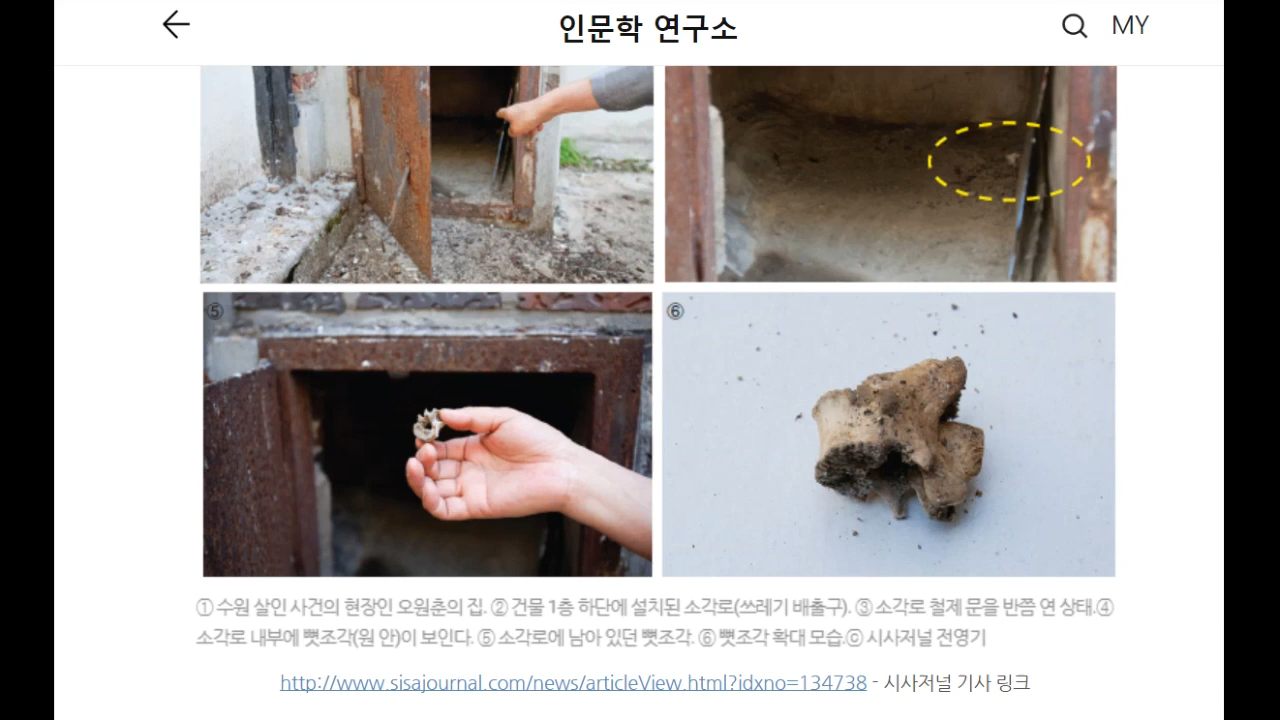 인문학 연구소
MY
⑤
⑥
① 수원 살인 사건의 현장인 오원춘의 집. ② 건물 1층 하단에 설치된 소각로(쓰레기 배출구). ③ 소각로 철제 문을 반쯤 연 상태.④
소각로 내부에 뼛조각(원 안)이 보인다. ⑤ 소각로에 남아 있던 뼛조각. ⑥ 뼛조각 확대 모습.ⓒ 시사저널 전영기
http://www.sisajournal.com/news/articleView.html?idxno=134738 - 시사저널 기사 링크